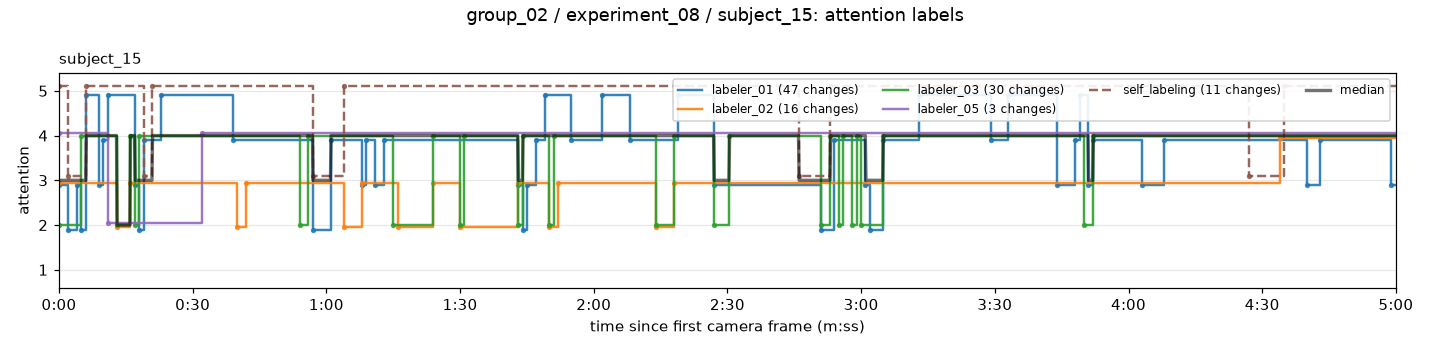 group_02 / experiment_08 / subject_15: attention labels
subject_15
labeler_01 (47 changes)
labeler_02 (16 changes)
labeler_03 (30 changes)
labeler_05 (3 changes)
self_labeling (11 changes)
median
attention
5
4
3
2
1
0:00 0:30 1:00 1:30 2:00 2:30 3:00 3:30 4:00 4:30 5:00
time since first camera frame (m:ss)